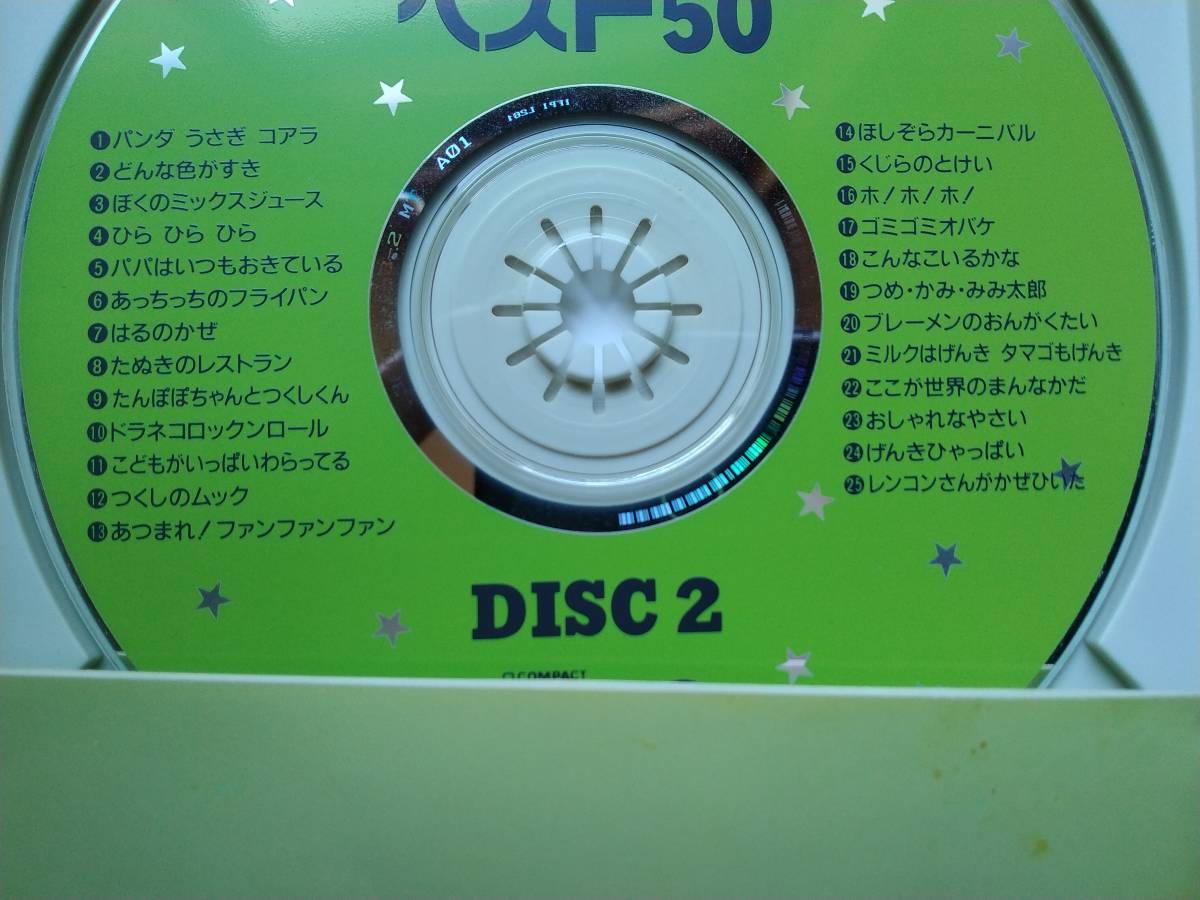 ベスト50
❶パンダ うさぎ コアラ
❷どんな色がすき
❸ぼくのミックスジュース
❹ひら ひら ひら
❺パパはいつもおきている
❻あっちっちのフライパン
❼はるのかぜ
❽たぬきのレストラン
❾たんぽぽちゃんとつくしくん
❿ドラネコロックンロール
⓫こどもがいっぱいわらってる
⓬つくしのムック
⓭あつまれ!ファンファンファン
⓮ほしぞらカーニバル
⓯くじらのとけい
⓰ホ!ホ!ホ!
⓱ゴミゴミオバケ
⓲こんなこいるかな
⓳つめ・かみ・みみ太郎
⓴ブレーメンのおんがくたい
㉑ミルクはげんき タマゴもげんき
㉒ここが世界のまんなかだ
㉓おしゃれなやさい
㉔げんきひゃっぱい
㉕レンコンさんがかぜひいた
A01
IFPI L281
DISC 2
COMPACT